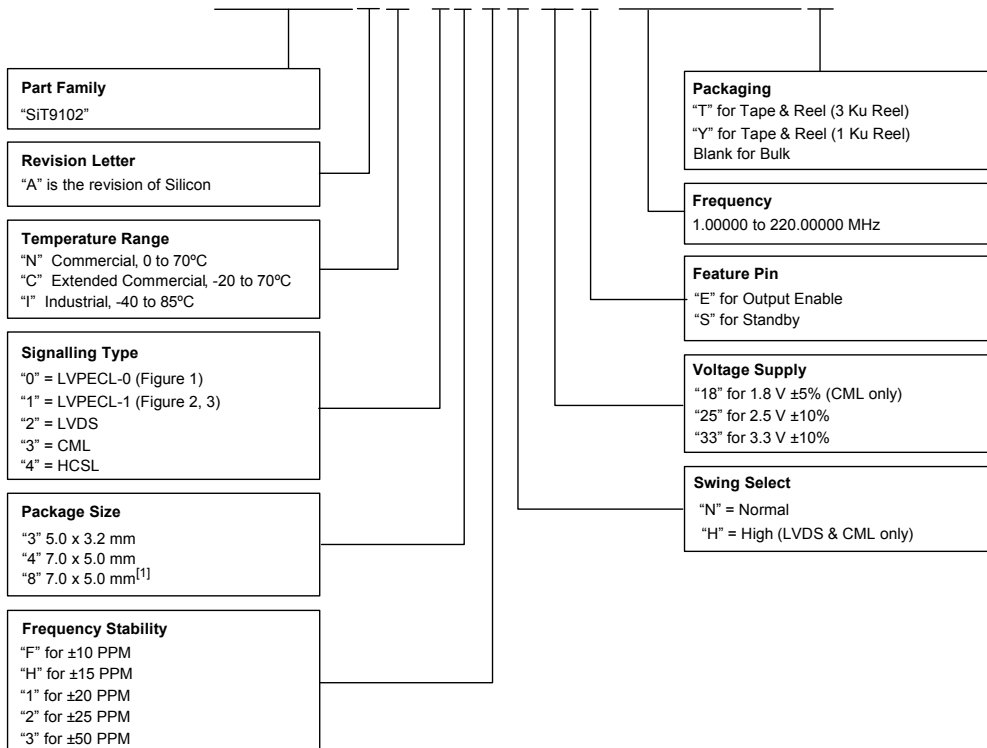 Part Family
“SiT9102”
Revision Letter
“A” is the revision of Silicon
Temperature Range
“N” Commercial, 0 to 70ºC
“C” Extended Commercial, -20 to 70ºC
“I” Industrial, -40 to 85ºC
Signalling Type
“0” = LVPECL-0 (Figure 1)
“1” = LVPECL-1 (Figure 2, 3)
“2” = LVDS
“3” = CML
“4” = HCSL
Package Size
“3” 5.0 x 3.2 mm
“4” 7.0 x 5.0 mm
“8” 7.0 x 5.0 mm[1]
Frequency Stability
“F” for ±10 PPM
“H” for ±15 PPM
“1” for ±20 PPM
“2” for ±25 PPM
“3” for ±50 PPM
Packaging
“T” for Tape & Reel (3 Ku Reel)
“Y” for Tape & Reel (1 Ku Reel)
Blank for Bulk
Frequency
1.00000 to 220.00000 MHz
Feature Pin
“E” for Output Enable
“S” for Standby
Voltage Supply
“18” for 1.8 V ±5% (CML only)
“25” for 2.5 V ±10%
“33” for 3.3 V ±10%
Swing Select
“N” = Normal
“H” = High (LVDS & CML only)